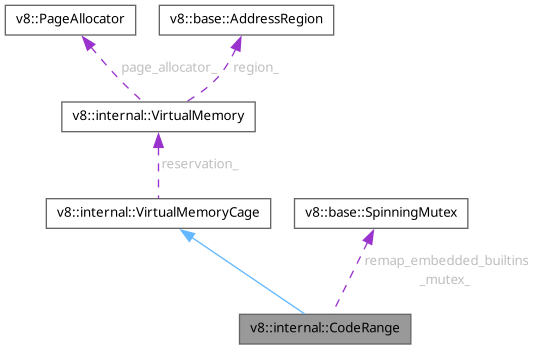 v8::PageAllocator
v8::base::AddressRegion
page_allocator_
region_
v8::internal::VirtualMemory
reservation_
v8::internal::VirtualMemoryCage
v8::base::SpinningMutex
remap_embedded_builtins
_mutex_
v8::internal::CodeRange